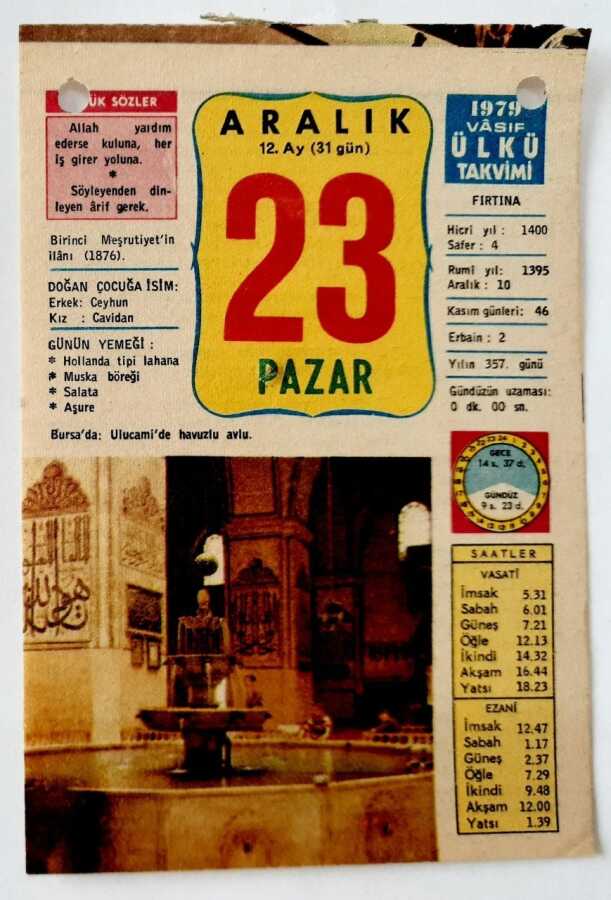 ÜK SÖZLER
Allah yardım
ederse kuluna, her
iş girer yoluna.
*
Söyleyenden din-
leyen ârif gerek.
Birinci Meşrutiyet'in
ilânı (1876).
DOĞAN ÇOCUĞA İSİM:
Erkek: Ceyhun
Kız : Cavidan
GÜNÜN YEMEĞİ :
* Hollanda tipi lahana
* Muska böreği
* Salata
* Aşure
ARALIK
12. Ay (31 gün)
23
PAZAR
1979
VÂSIF
ÜLKÜ
TAKVİMİ
FIRTINA
Hicrî yıl : 1400
Safer : 4
Rumî yıl: 1395
Aralık : 10
Kasım günleri: 46
Erbain : 2
Yılın 357. günü
Gündüzün uzaması:
0 dk. 00 sn.
GECE
14 s. 37 d.
GÜNDÜZ
9 s. 23 d.
SAATLER
VASATÎ
İmsak 5.31
Sabah 6.01
Güneş 7.21
Öğle 12.13
İkindi 14.32
Akşam 16.44
Yatsı 18.23
EZANÎ
İmsak 12.47
Sabah 1.17
Güneş 2.37
Öğle 7.29
İkindi 9.48
Akşam 12.00
Yatsı 1.39
Bursa'da: Ulucami'de havuzlu avlu.